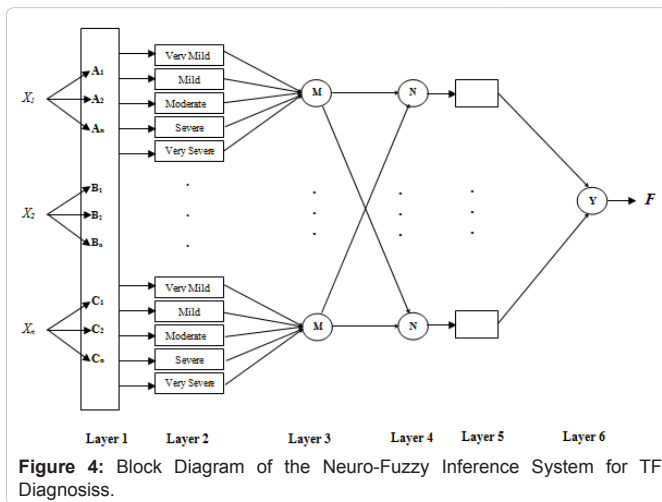 Very Mild
A1
Mild
X1
A2
Moderate
M
N
An
Severe
Very Severe
B1
X2
B2
Y
F
Bn
Very Mild
C1
Mild
Xn
C2
Moderate
M
N
Cn
Severe
Very Severe
Layer 1
Layer 2
Layer 3
Layer 4
Layer 5
Layer 6
Figure 4: Block Diagram of the Neuro-Fuzzy Inference System for TF
Diagnosiss.